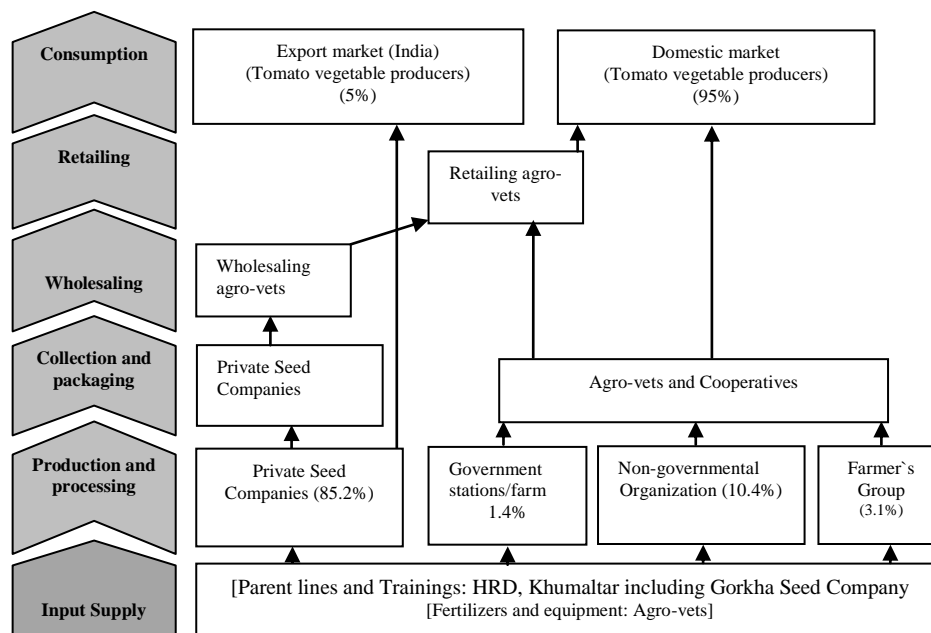 Consumption
Export market (India)
(Tomato vegetable producers)
(5%)
Domestic market
(Tomato vegetable producers)
(95%)
Retailing
Retailing agro-
vets
Wholesaling
Wholesaling
agro-vets
Collection and
packaging
Private Seed
Companies
Agro-vets and Cooperatives
Production and
processing
Private Seed
Companies (85.2%)
Government
stations/farm
1.4%
Non-governmental
Organization (10.4%)
Farmer`s
Group
(3.1%)
Input Supply
[Parent lines and Trainings: HRD, Khumaltar including Gorkha Seed Company
[Fertilizers and equipment: Agro-vets]